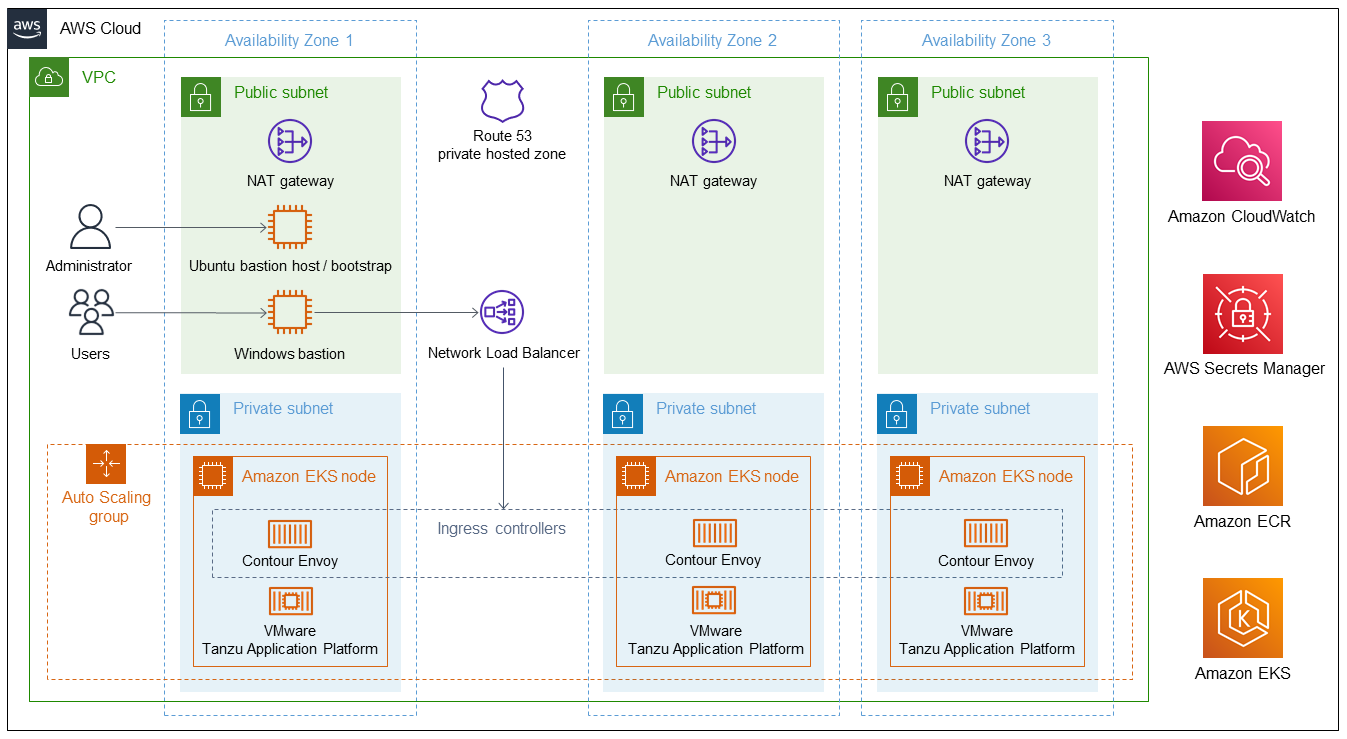 aws
AWS Cloud
Availability Zone 1
Availability Zone 2
Availability Zone 3
VPC
Public subnet
NAT gateway
Route 53
private hosted zone
Public subnet
NAT gateway
Public subnet
NAT gateway
Administrator
Ubuntu bastion host / bootstrap
Users
Windows bastion
Network Load Balancer
Private subnet
Private subnet
Private subnet
Auto Scaling
group
Amazon EKS node
Amazon EKS node
Amazon EKS node
Ingress controllers
Contour Envoy
Contour Envoy
Contour Envoy
VMware
Tanzu Application Platform
VMware
Tanzu Application Platform
VMware
Tanzu Application Platform
Amazon CloudWatch
AWS Secrets Manager
Amazon ECR
K
Amazon EKS